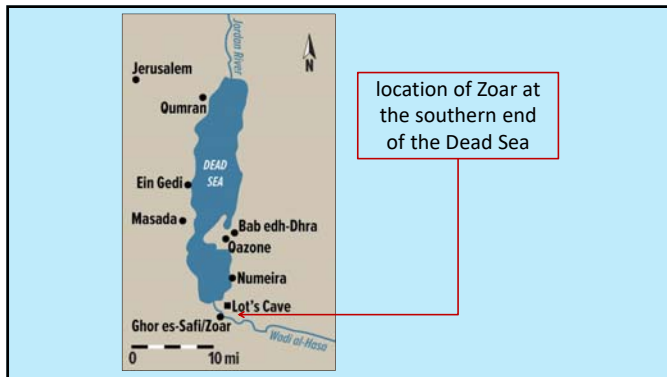 Jordan River
N
Jerusalem
Qumran
DEAD
SEA
Ein Gedi
Masada
Bab edh-Dhra
Qazone
Numeira
Lot's Cave
Ghor es-Safi/Zoar
Wadi al-Hasa
0 10 mi
location of Zoar at
the southern end
of the Dead Sea